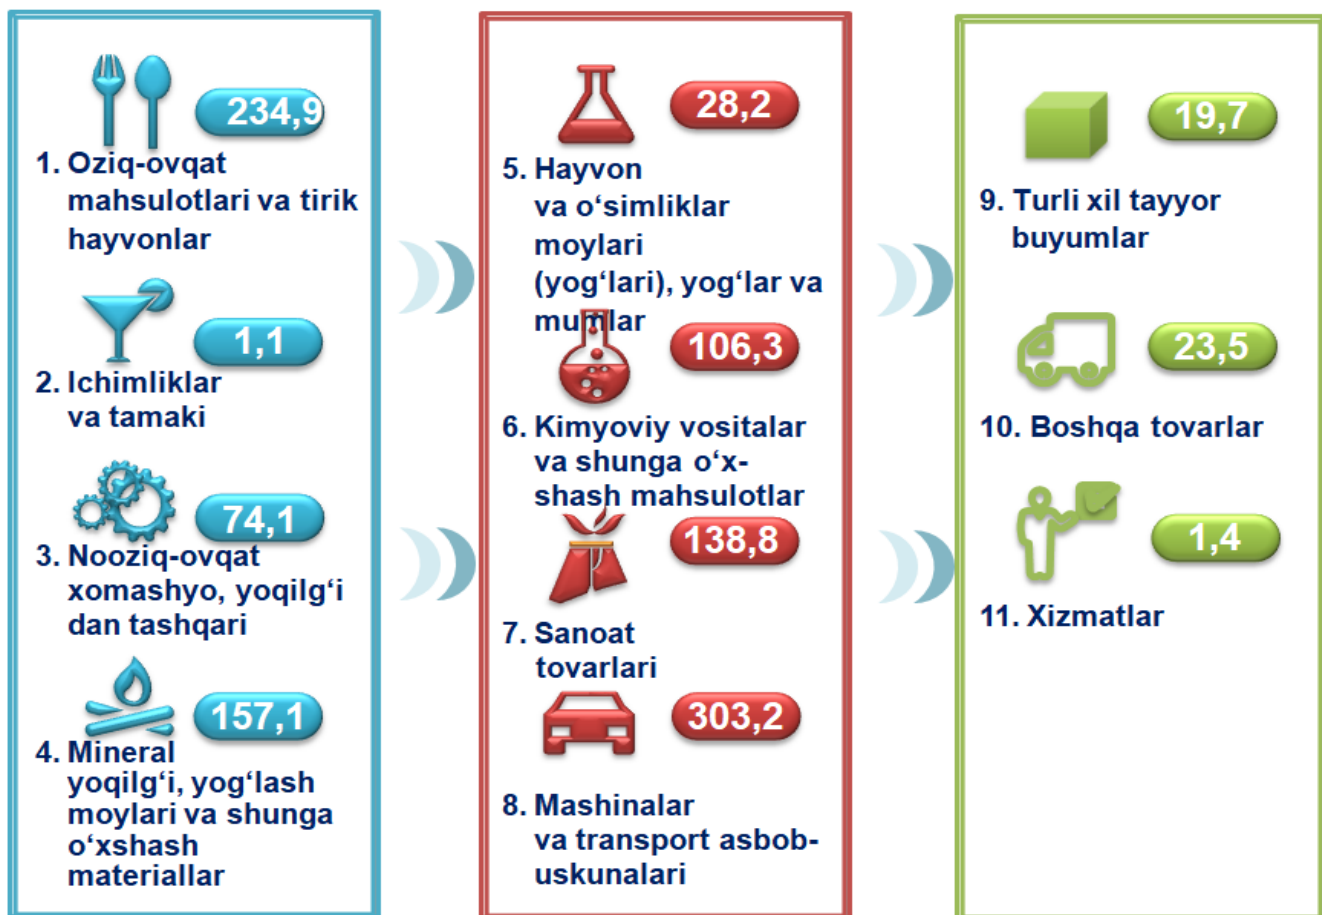 234,9
1. Oziq-ovqat
mahsulotlari va tirik
hayvonlar
1,1
2. Ichimliklar
va tamaki
74,1
3. Nooziq-ovqat
xomashyo, yoqilg‘i
dan tashqari
157,1
4. Mineral
yoqilg‘i, yog‘lash
moylari va shunga
o‘xshash
materiallar
28,2
5. Hayvon
va o‘simliklar
moylari
(yog‘lari), yog‘lar va
mumlar
106,3
6. Kimyoviy vositalar
va shunga o‘x-
shash mahsulotlar
138,8
7. Sanoat
tovarlari
303,2
8. Mashinalar
va transport asbob-
uskunalari
19,7
9. Turli xil tayyor
buyumlar
23,5
10. Boshqa tovarlar
1,4
11. Xizmatlar